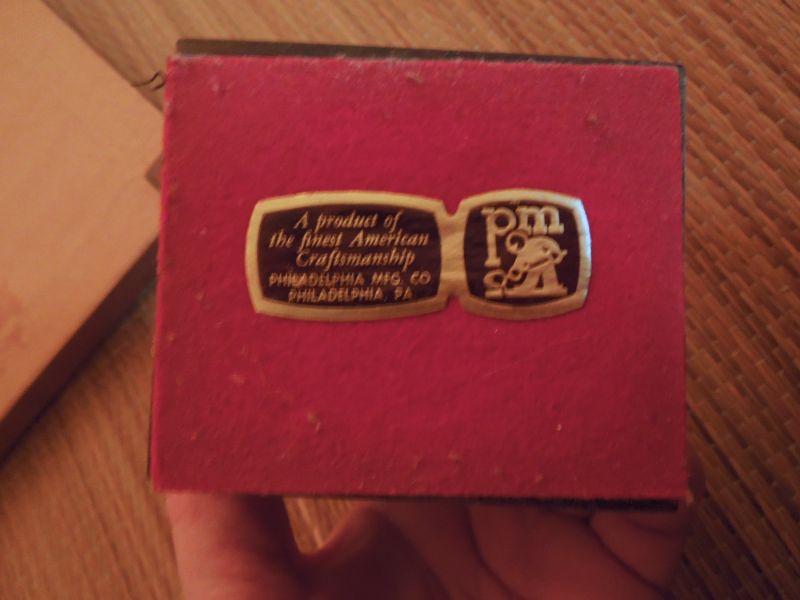 A product of
the finest American
Craftsmanship
PHILADELPHIA MFG. CO
PHILADELPHIA, PA
pm